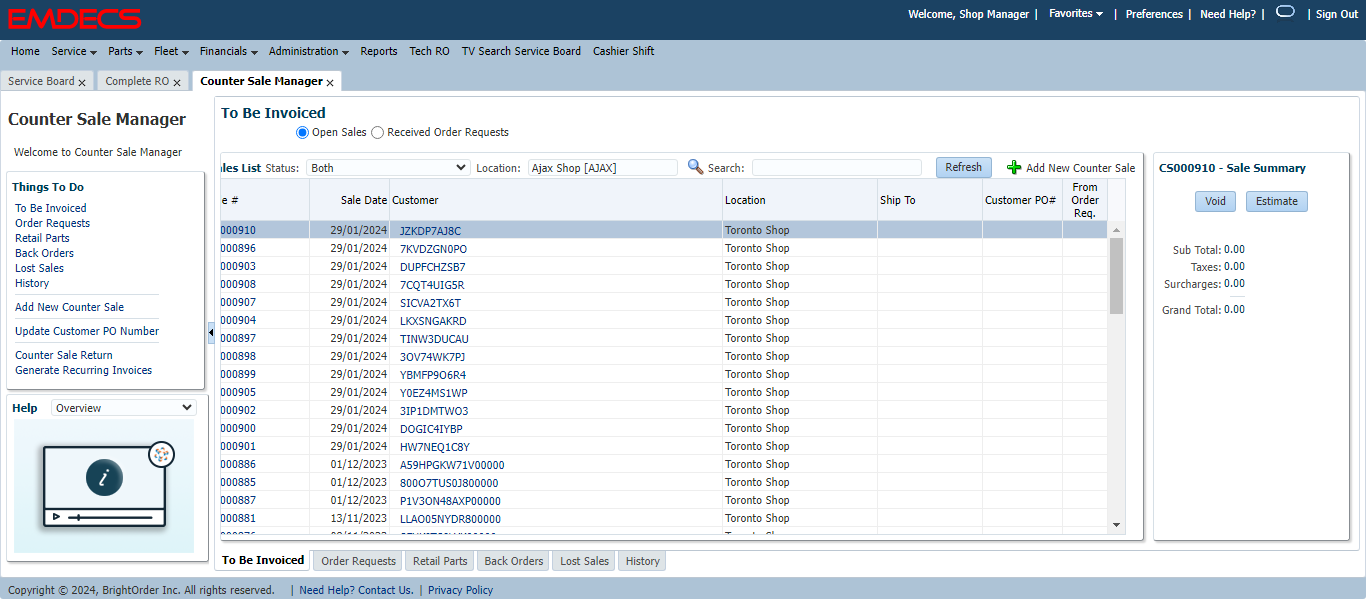 EMDECS
Welcome, Shop Manager | Favorites | Preferences | Need Help? | | Sign Out
Home Service Parts Fleet Financials Administration Reports Tech RO TV Search Service Board Cashier Shift
Service Board x Complete RO x Counter Sale Manager x
Counter Sale Manager
Welcome to Counter Sale Manager
Things To Do
To Be Invoiced
Order Requests
Retail Parts
Back Orders
Lost Sales
History
Add New Counter Sale
Update Customer PO Number
Counter Sale Return
Generate Recurring Invoices
Help Overview
i
To Be Invoiced
Open Sales Received Order Requests
les List Status: Both Location: Ajax Shop [AJAX] Search: Refresh Add New Counter Sale
e # Sale Date Customer Location Ship To Customer PO# From Order Req.
000910 29/01/2024 JZKDP7AJ8C Toronto Shop
000896 29/01/2024 7KVDZGN0PO Toronto Shop
000903 29/01/2024 DUPFCHZSB7 Toronto Shop
000908 29/01/2024 7CQT4UIG5R Toronto Shop
000907 29/01/2024 SICVA2TX6T Toronto Shop
000904 29/01/2024 LKXSNGAKRD Toronto Shop
000897 29/01/2024 TINW3DUCAU Toronto Shop
000898 29/01/2024 3OV74WK7PJ Toronto Shop
000899 29/01/2024 YBMFP9O6R4 Toronto Shop
000905 29/01/2024 Y0EZ4MS1WP Toronto Shop
000902 29/01/2024 3IP1DMTWO3 Toronto Shop
000900 29/01/2024 DOGIC4IYBP Toronto Shop
000901 29/01/2024 HW7NEQ1C8Y Toronto Shop
000886 01/12/2023 A59HPGKW71V00000 Toronto Shop
000885 01/12/2023 800O7TUS0J800000 Toronto Shop
000887 01/12/2023 P1V3ON48AXP00000 Toronto Shop
000881 13/11/2023 LLAO05NYDR800000 Toronto Shop
Toronto Shop
CS000910 - Sale Summary
Void Estimate
Sub Total: 0.00
Taxes: 0.00
Surcharges: 0.00
Grand Total: 0.00
To Be Invoiced Order Requests Retail Parts Back Orders Lost Sales History
Copyright © 2024, BrightOrder Inc. All rights reserved. | Need Help? Contact Us. | Privacy Policy